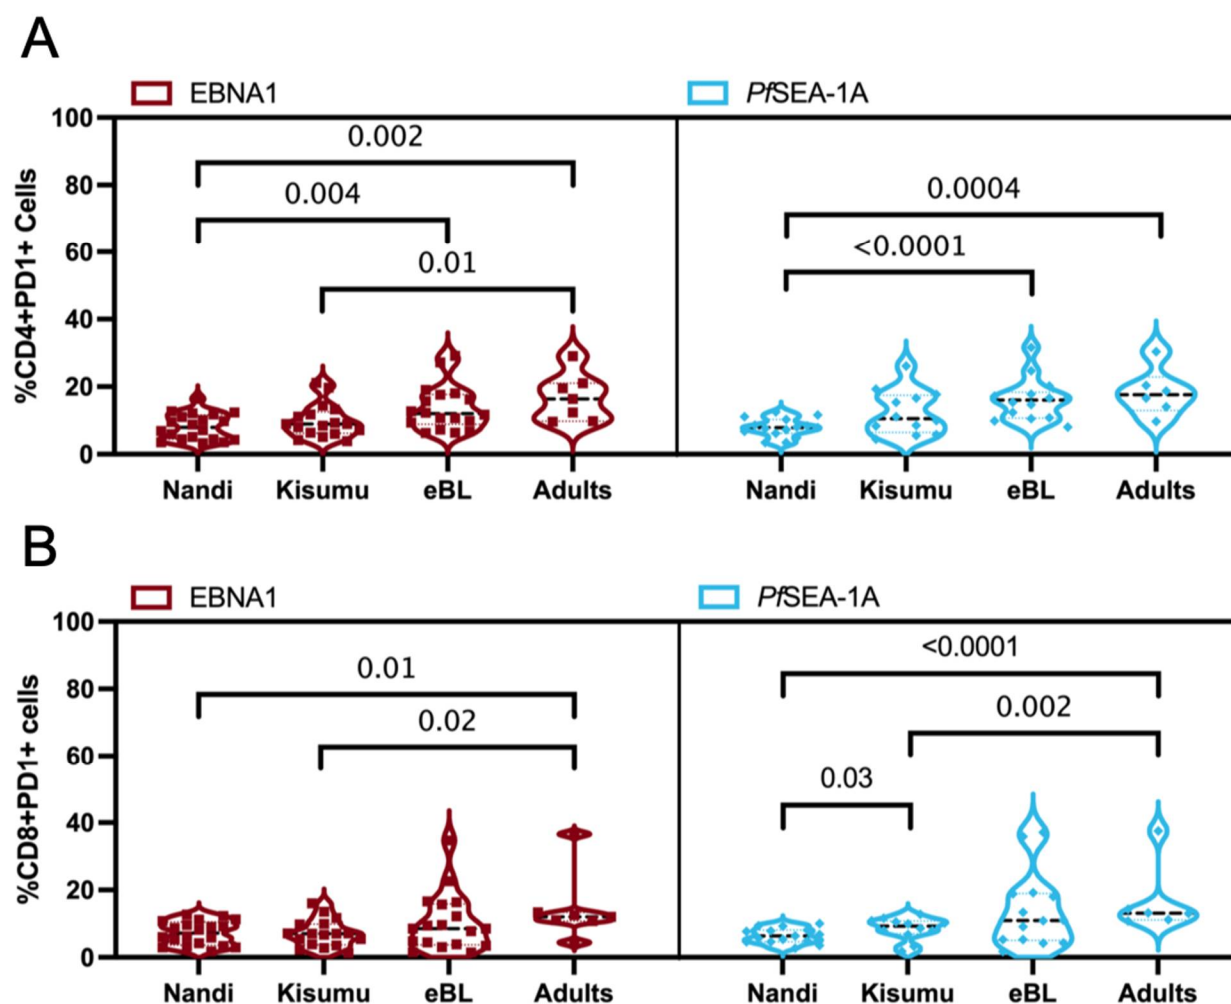 A
EBNA1 PfSEA-1A
%CD4+PD1+ Cells
100
80
60
40
20
0
0.002
0.004
0.01
0.0004
<0.0001
Nandi Kisumu eBL Adults Nandi Kisumu eBL Adults
B
EBNA1 PfSEA-1A
%CD8+PD1+ cells
100
80
60
40
20
0
0.01
0.02
<0.0001
0.002
0.03
Nandi Kisumu eBL Adults Nandi Kisumu eBL Adults